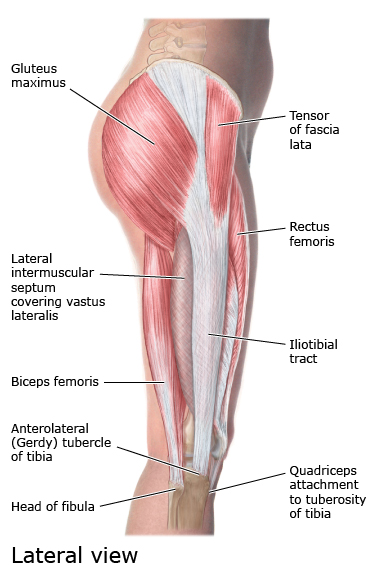 Gluteus
maximus
Tensor
of fascia
lata
Rectus
femoris
Lateral
intermuscular
septum
covering vastus
lateralis
Iliotibial
tract
Biceps femoris
Anterolateral
(Gerdy) tubercle
of tibia
Quadriceps
attachment
to tuberosity
of tibia
Head of fibula
Lateral view